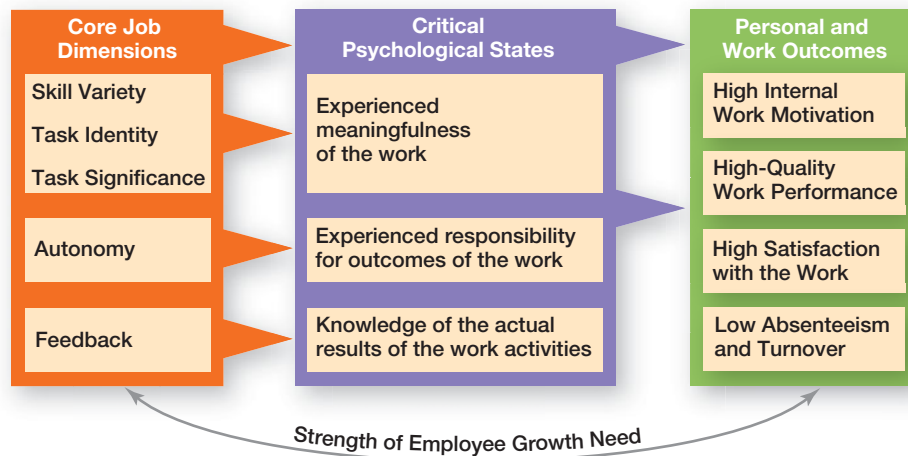 Core Job
Dimensions
Skill Variety
Task Identity
Task Significance
Autonomy
Feedback
Critical
Psychological States
Experienced
meaningfulness
of the work
Experienced responsibility
for outcomes of the work
Knowledge of the actual
results of the work activities
Personal and
Work Outcomes
High Internal
Work Motivation
High-Quality
Work Performance
High Satisfaction
with the Work
Low Absenteeism
and Turnover
Strength of Employee Growth Need